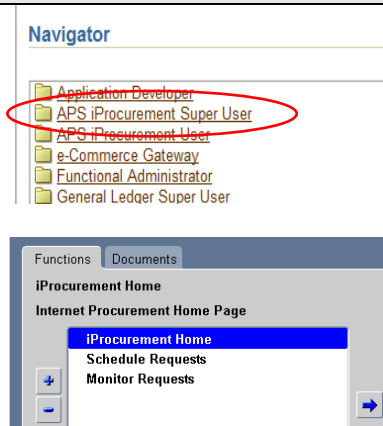 Navigator
Application Developer
APS iProcurement Super User
APS iProcurement User
e-Commerce Gateway
Functional Administrator
General Ledger Super User
Functions Documents
iProcurement Home
Internet Procurement Home Page
iProcurement Home
Schedule Requests
Monitor Requests